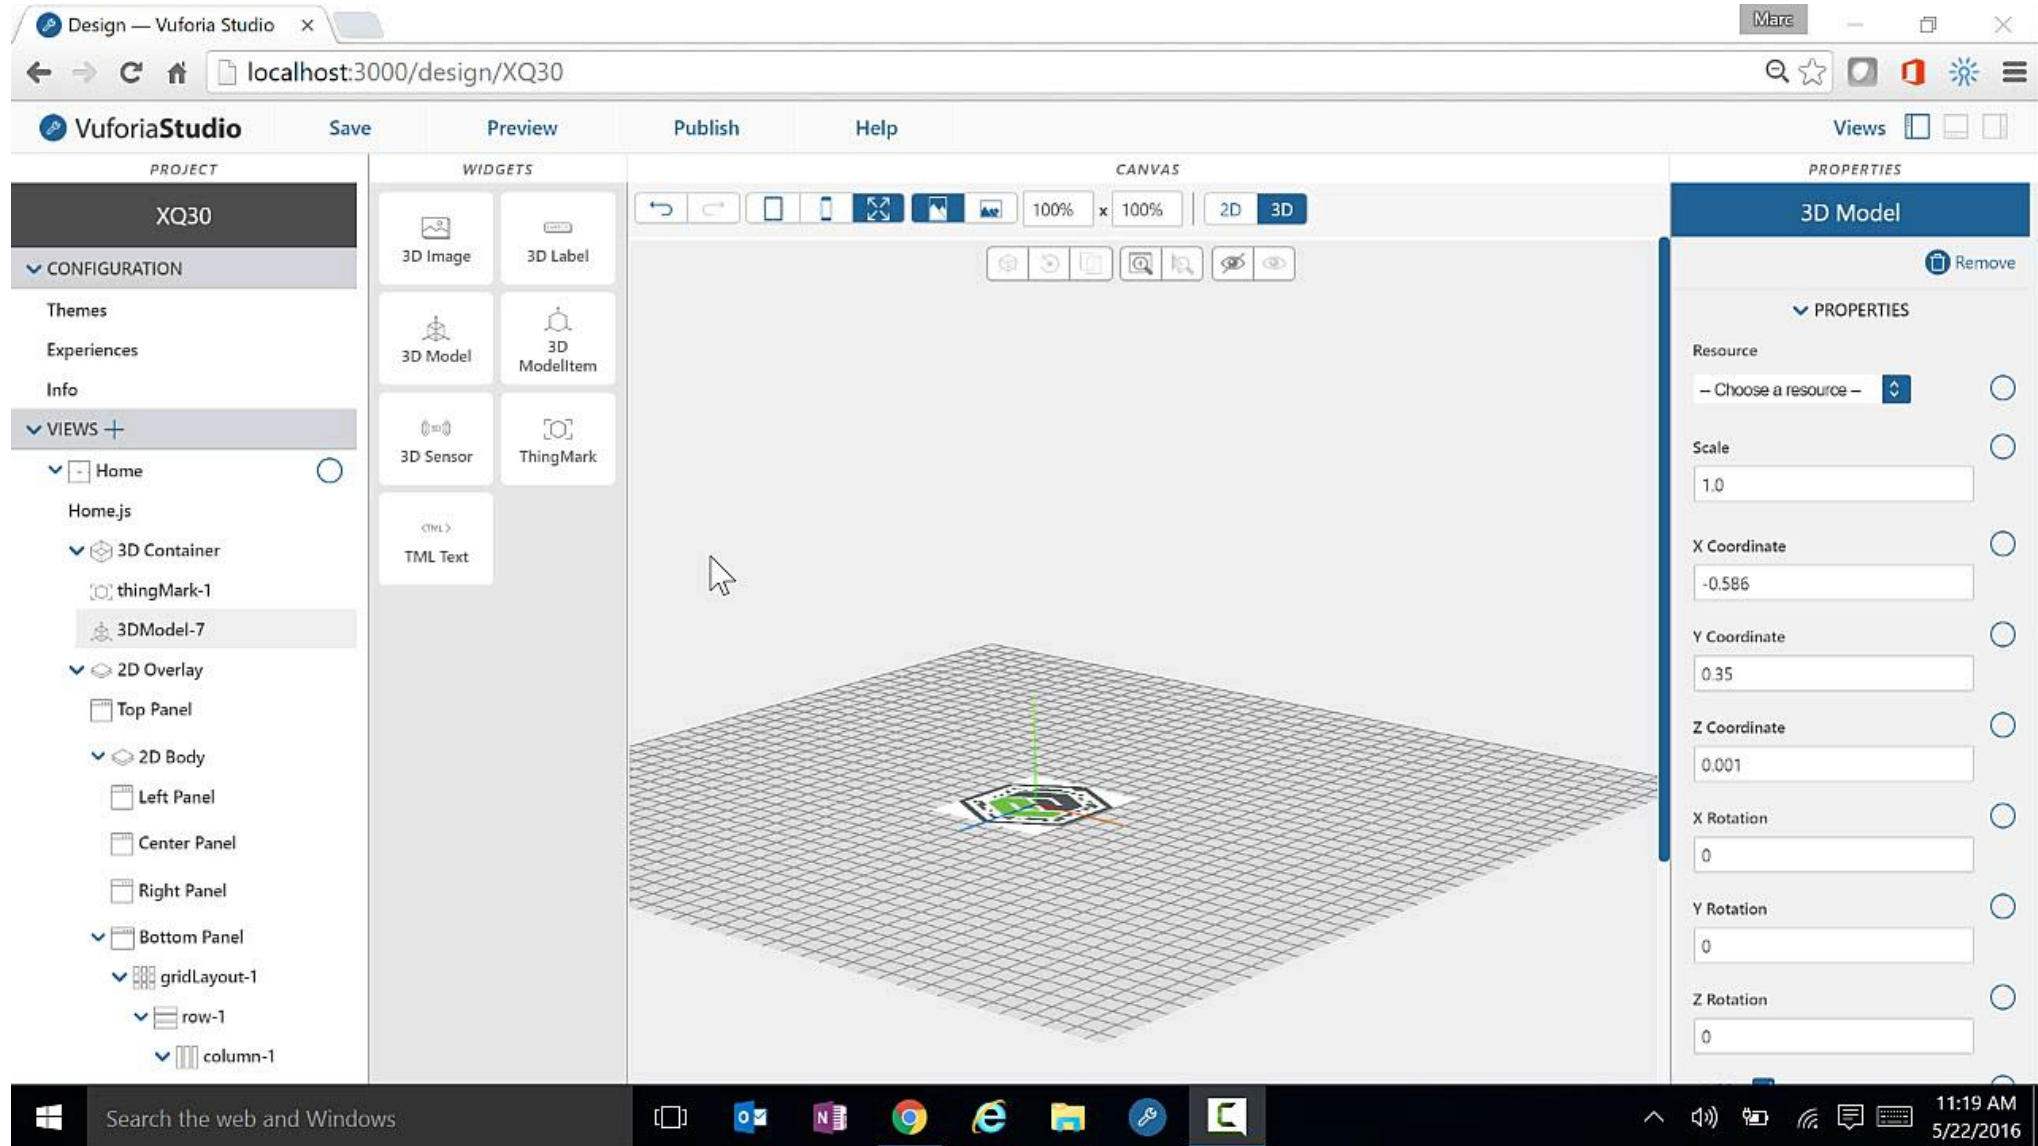 Design — Vuforia Studio
Marc
localhost:3000/design/XQ30
VuforiaStudio
Save
Preview
Publish
Help
Views
PROJECT
WIDGETS
CANVAS
PROPERTIES
XQ30
CONFIGURATION
Themes
Experiences
Info
VIEWS
Home
Home.js
3D Container
thingMark-1
3DModel-7
2D Overlay
Top Panel
2D Body
Left Panel
Center Panel
Right Panel
Bottom Panel
gridLayout-1
row-1
column-1
3D Image
3D Label
3D Model
3D
ModelItem
3D Sensor
ThingMark
TML Text
100% x 100%
2D
3D
3D Model
Remove
PROPERTIES
Resource
– Choose a resource –
Scale
1.0
X Coordinate
-0.586
Y Coordinate
0.35
Z Coordinate
0.001
X Rotation
0
Y Rotation
0
Z Rotation
0
Search the web and Windows
11:19 AM
5/22/2016